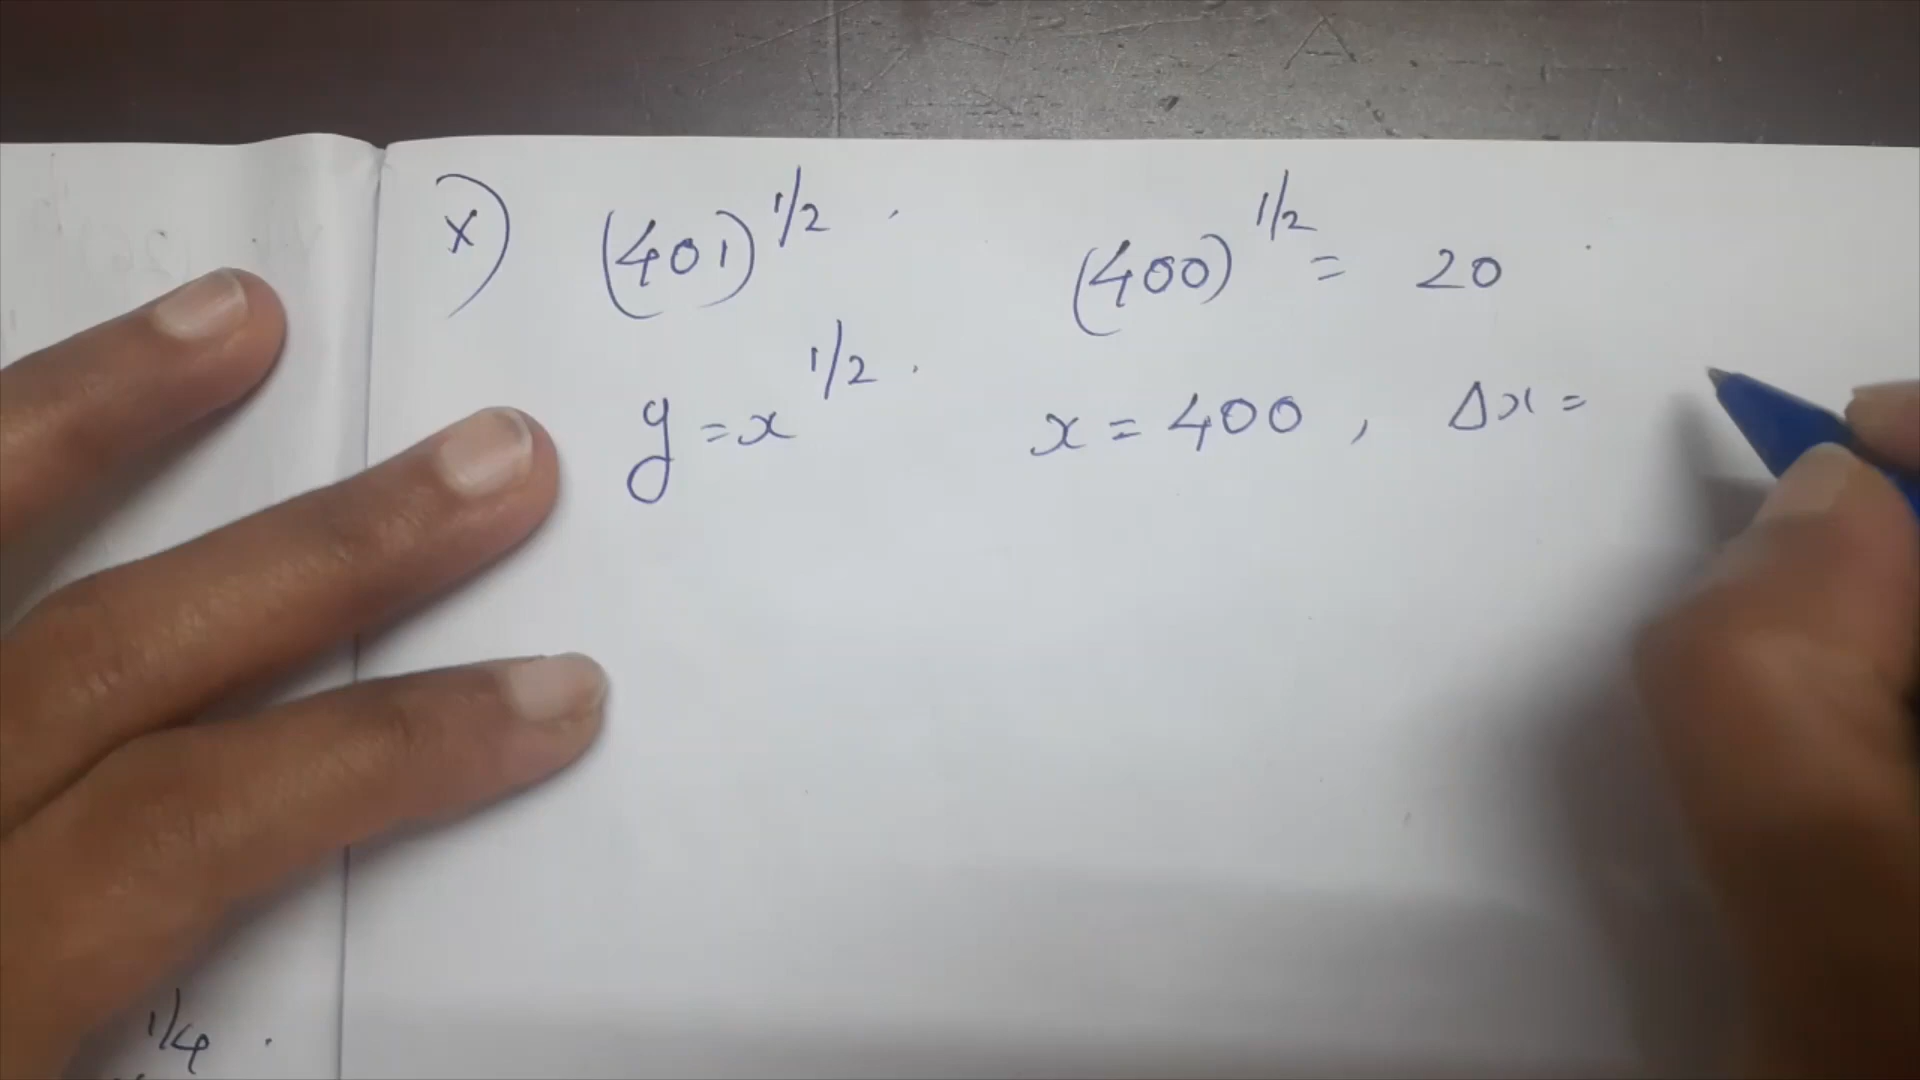 x) (401)^1/2 . (400)^1/2 = 20
y = x^1/2 . x = 400 , Δx =
1/4 .